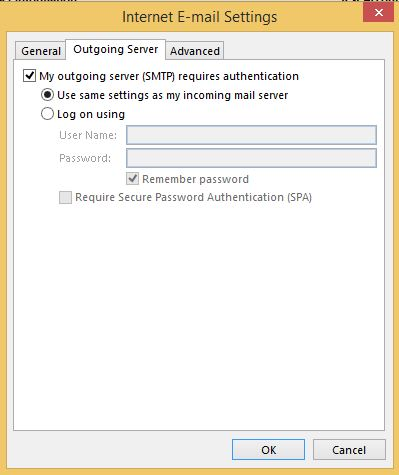 Internet E-mail Settings
General
Outgoing Server
Advanced
My outgoing server (SMTP) requires authentication
Use same settings as my incoming mail server
Log on using
User Name:
Password:
Remember password
Require Secure Password Authentication (SPA)
OK
Cancel